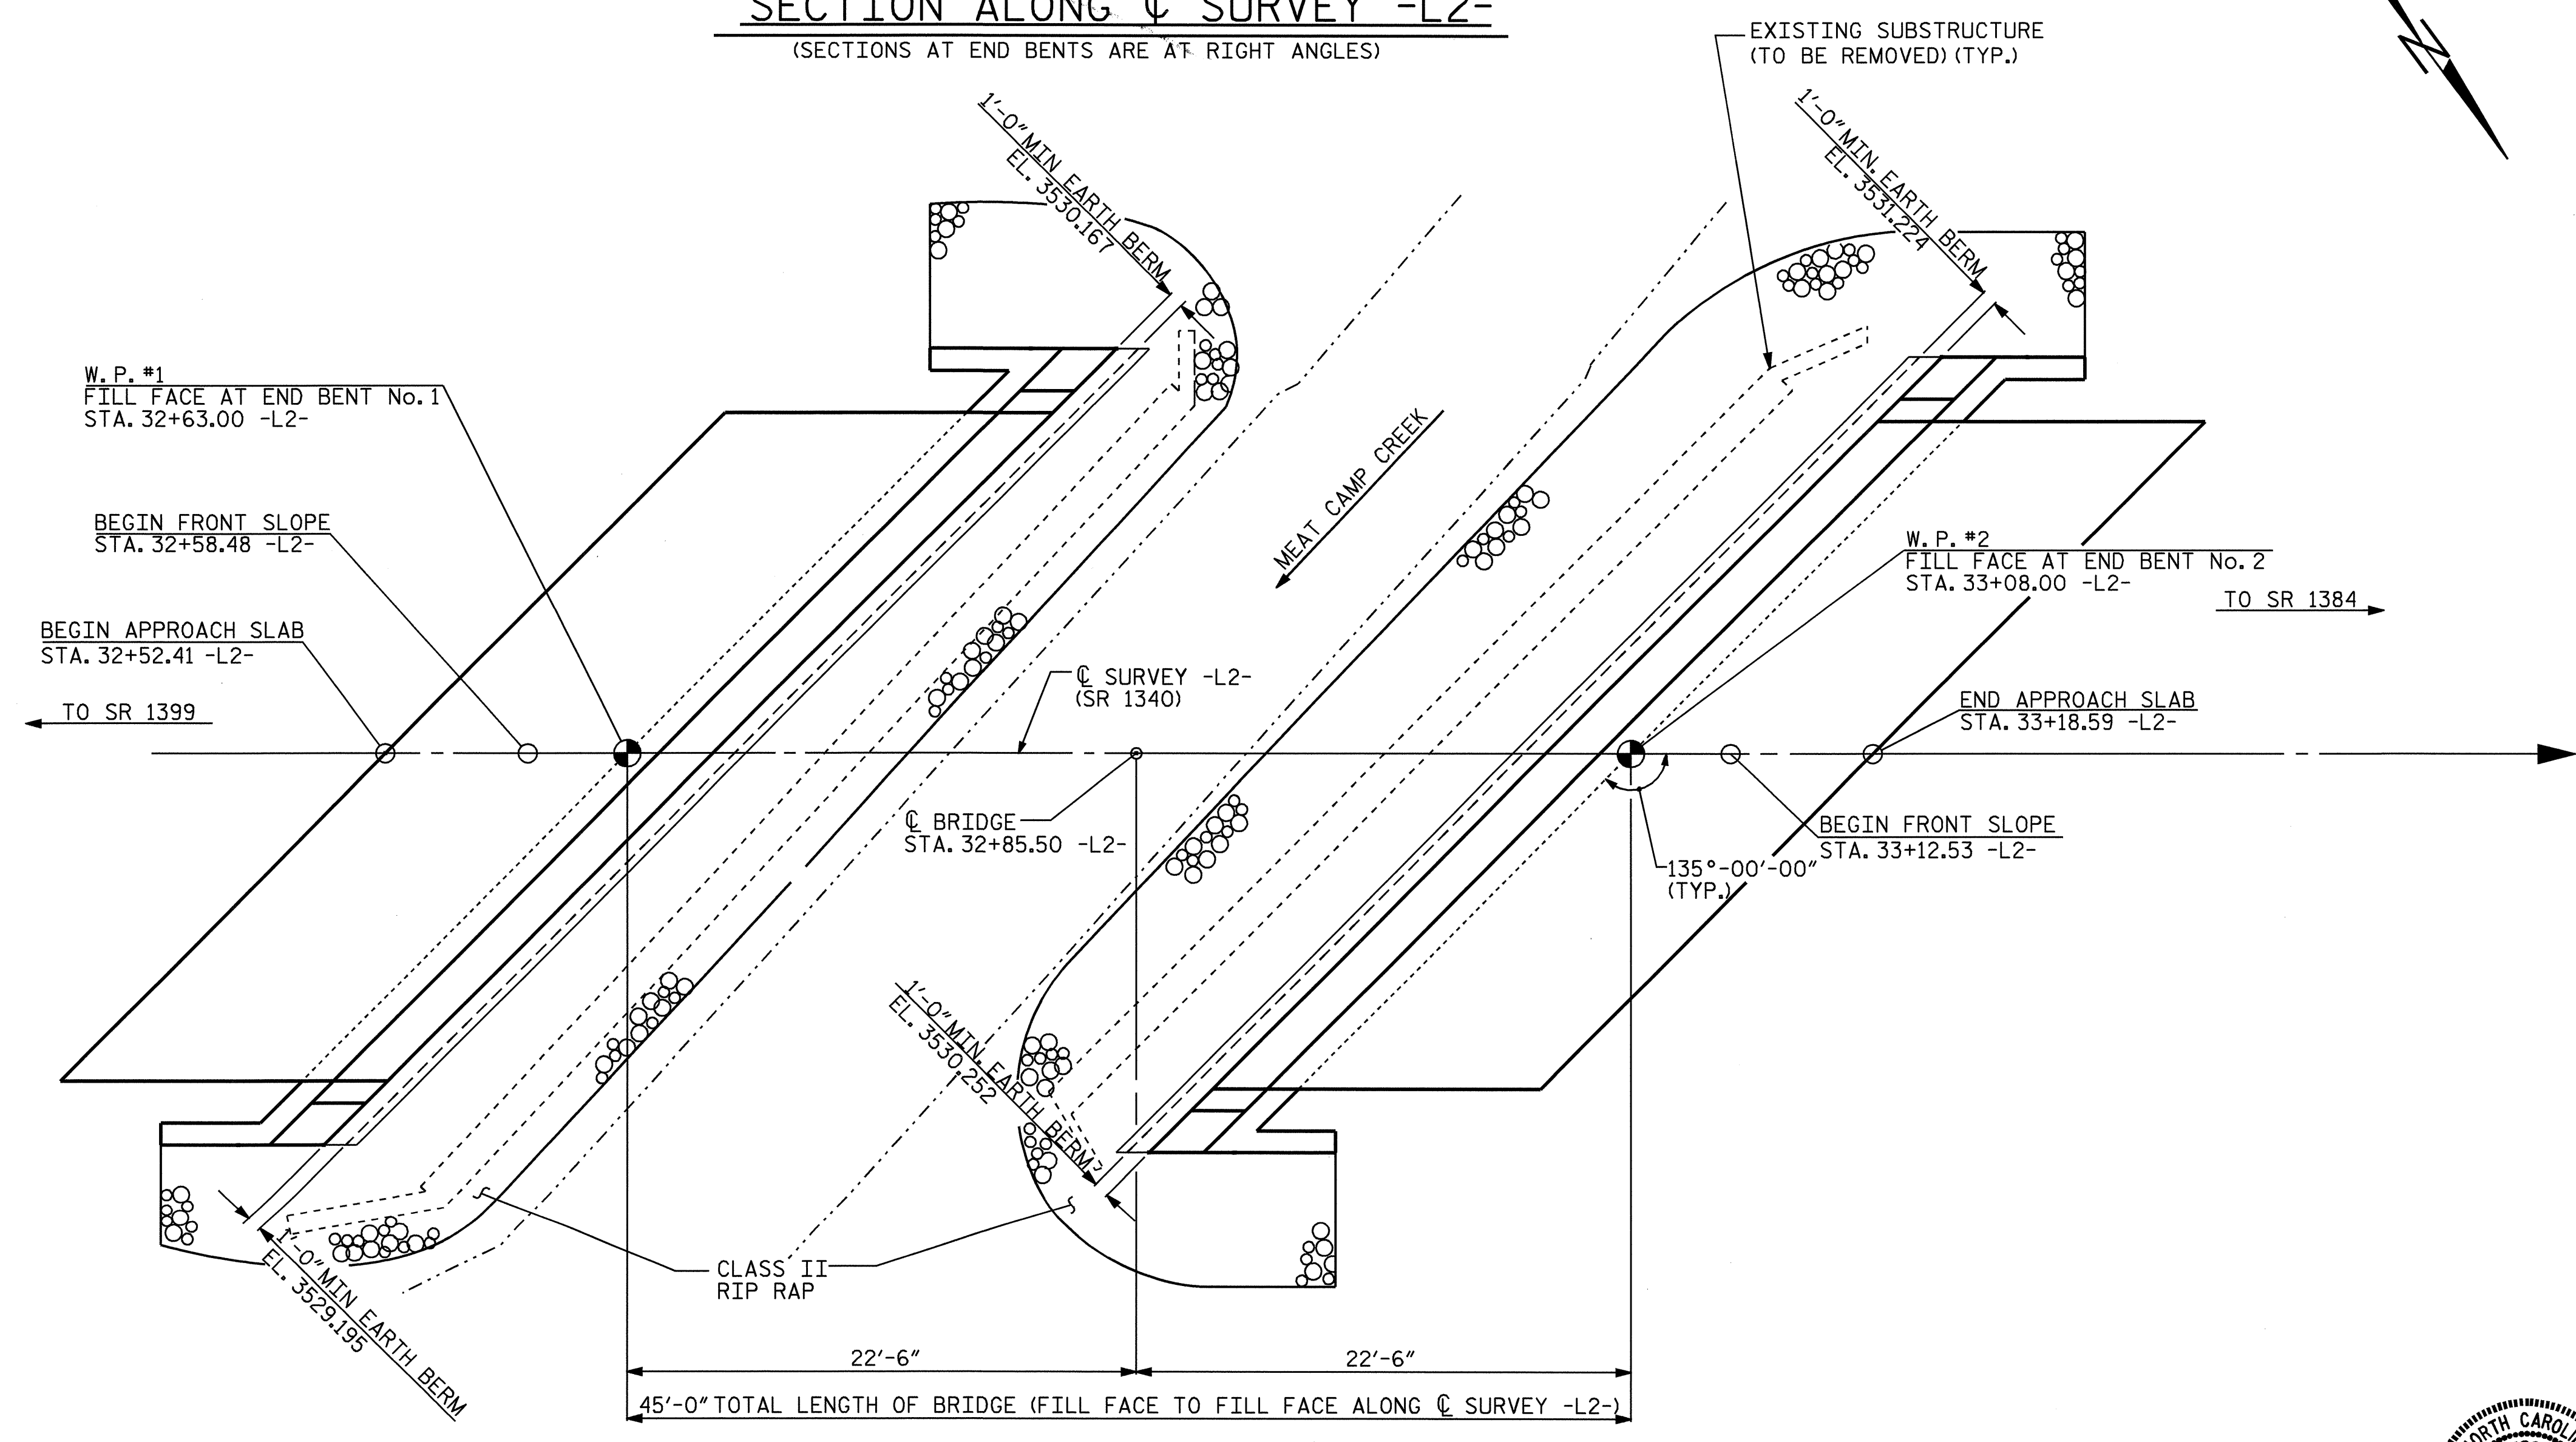 SECTION ALONG ℄ SURVEY -L2-
(SECTIONS AT END BENTS ARE AT RIGHT ANGLES)
EXISTING SUBSTRUCTURE
(TO BE REMOVED) (TYP.)
N
1'-0" MIN EARTH BERM
EL. 3530.167
1'-0" MIN. EARTH BERM
EL. 3531.224
W. P. #1
FILL FACE AT END BENT No. 1
STA. 32+63.00 -L2-
BEGIN FRONT SLOPE
STA. 32+58.48 -L2-
BEGIN APPROACH SLAB
STA. 32+52.41 -L2-
TO SR 1399
MEAT CAMP CREEK
W. P. #2
FILL FACE AT END BENT No. 2
STA. 33+08.00 -L2-
TO SR 1384
℄ SURVEY -L2-
(SR 1340)
END APPROACH SLAB
STA. 33+18.59 -L2-
℄ BRIDGE
STA. 32+85.50 -L2-
BEGIN FRONT SLOPE
STA. 33+12.53 -L2-
135°-00'-00"
(TYP.)
1'-0" MIN. EARTH BERM
EL. 3530.252
1'-0" MIN EARTH BERM
EL. 3529.195
CLASS II
RIP RAP
22'-6"
22'-6"
45'-0" TOTAL LENGTH OF BRIDGE (FILL FACE TO FILL FACE ALONG ℄ SURVEY -L2-)
NORTH CAROLI